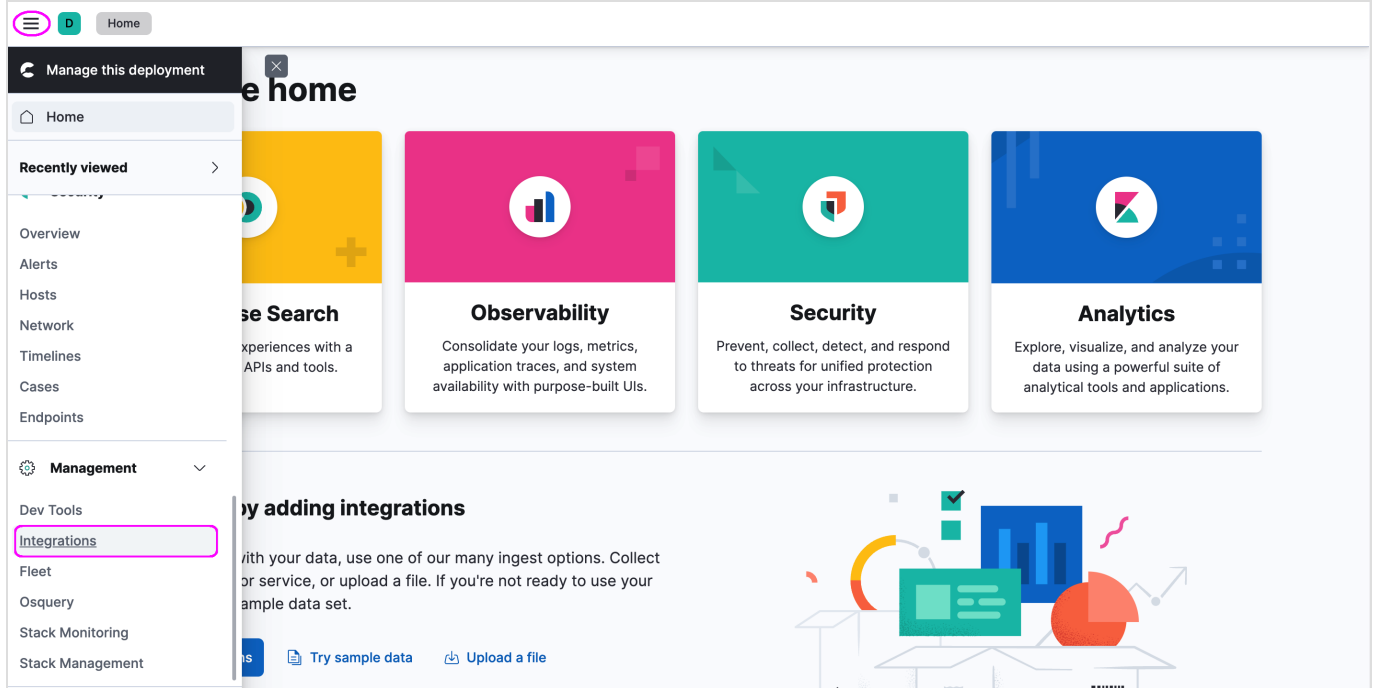 D
Home
Manage this deployment
Home
Recently viewed
Security
Overview
Alerts
Hosts
Network
Timelines
Cases
Endpoints
Management
Dev Tools
Integrations
Fleet
Osquery
Stack Monitoring
Stack Management
e home
se Search
xperiences with a
APIs and tools.
Observability
Consolidate your logs, metrics,
application traces, and system
availability with purpose-built UIs.
Security
Prevent, collect, detect, and respond
to threats for unified protection
across your infrastructure.
Analytics
Explore, visualize, and analyze your
data using a powerful suite of
analytical tools and applications.
by adding integrations
with your data, use one of our many ingest options. Collect
or service, or upload a file. If you're not ready to use your
ample data set.
ns
Try sample data
Upload a file